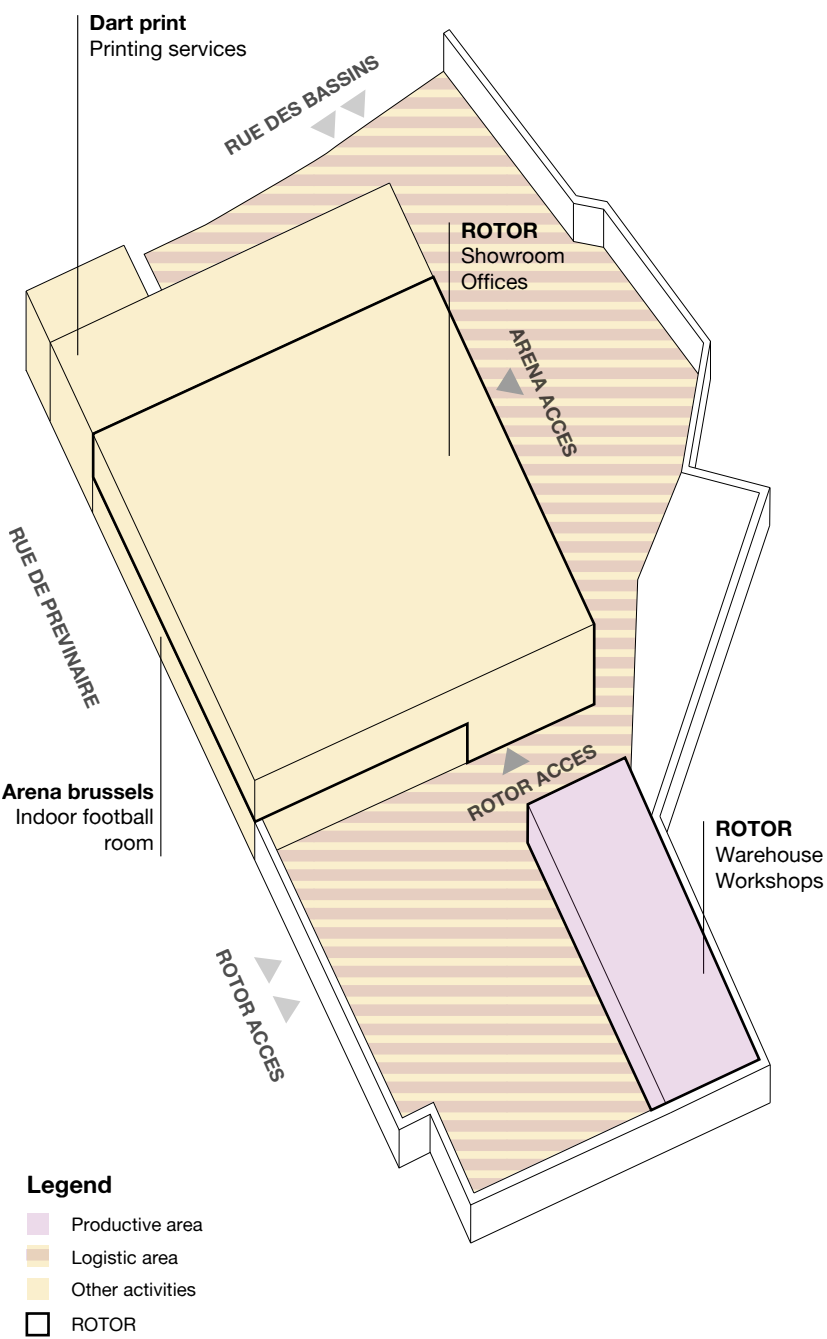 Dart print
Printing services
RUE DES BASSINS
ROTOR
Showroom
Offices
ARENA ACCES
RUE DE PREVINAIRE
Arena brussels
Indoor football
room
ROTOR ACCES
ROTOR
Warehouse
Workshops
ROTOR ACCES
Legend
Productive area
Logistic area
Other activities
ROTOR